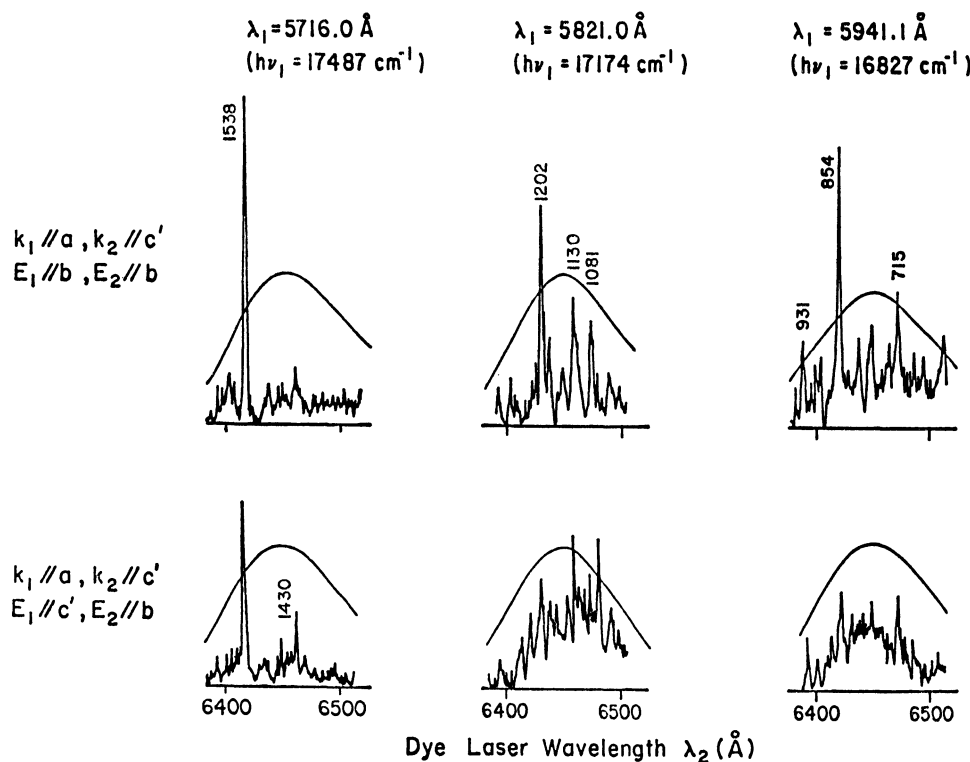 λ₁ = 5716.0 Å
(hν₁ = 17487 cm⁻¹)
λ₁ = 5821.0 Å
(hν₁ = 17174 cm⁻¹)
λ₁ = 5941.1 Å
(hν₁ = 16827 cm⁻¹)
k₁ // a , k₂ // c'
E₁ // b , E₂ // b
1538
1202
1130
1081
931
854
715
k₁ // a , k₂ // c'
E₁ // c' , E₂ // b
1430
6400 6500 6400 6500 6400 6500
Dye Laser Wavelength λ₂ (Å)